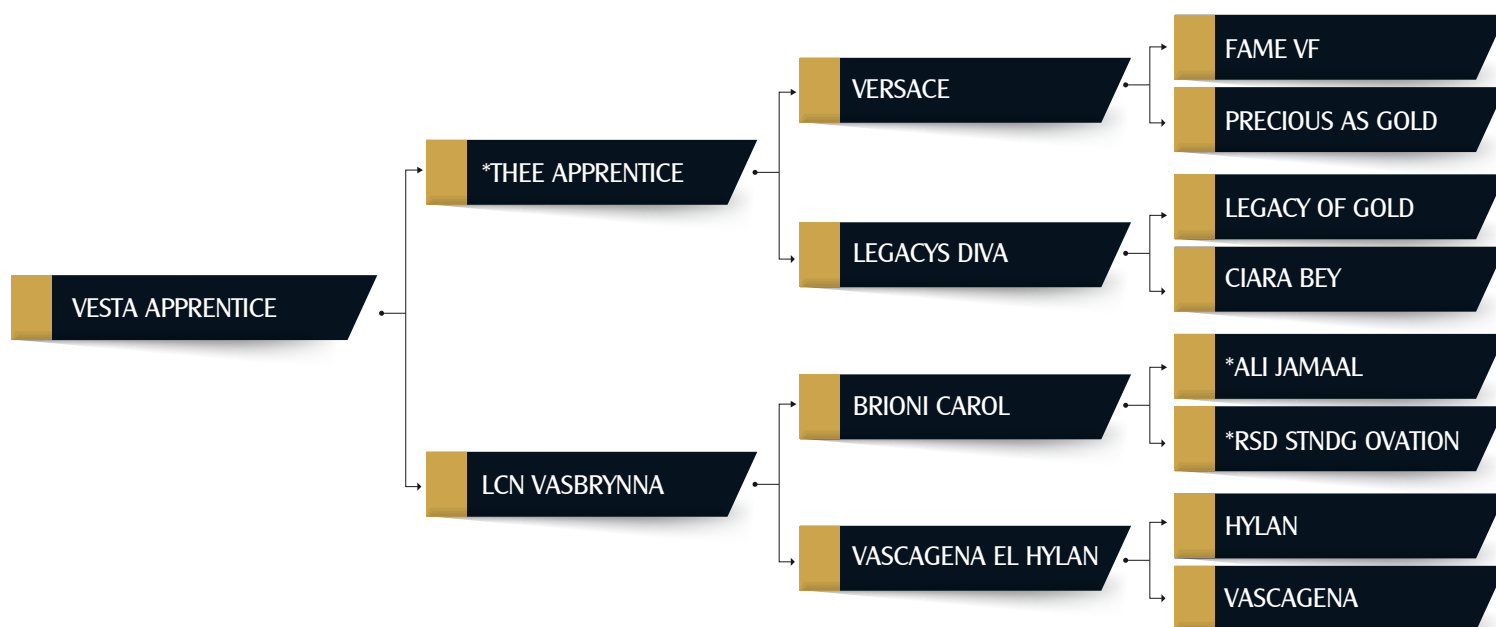 VESTA APPRENTICE
*THEE APPRENTICE
LCN VASBRYNNA
VERSACE
LEGACYS DIVA
BRIONI CAROL
VASCAGENA EL HYLAN
FAME VF
PRECIOUS AS GOLD
LEGACY OF GOLD
CIARA BEY
*ALI JAMAAL
*RSD STNDG OVATION
HYLAN
VASCAGENA